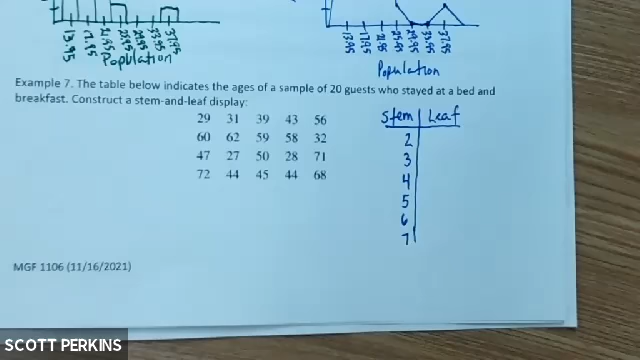 Population
Population
Example 7. The table below indicates the ages of a sample of 20 guests who stayed at a bed and
breakfast. Construct a stem-and-leaf display:
29 31 39 43 56
60 62 59 58 32
47 27 50 28 71
72 44 45 44 68
Stem Leaf
2
3
4
5
6
7
MGF 1106 (11/16/2021)
SCOTT PERKINS